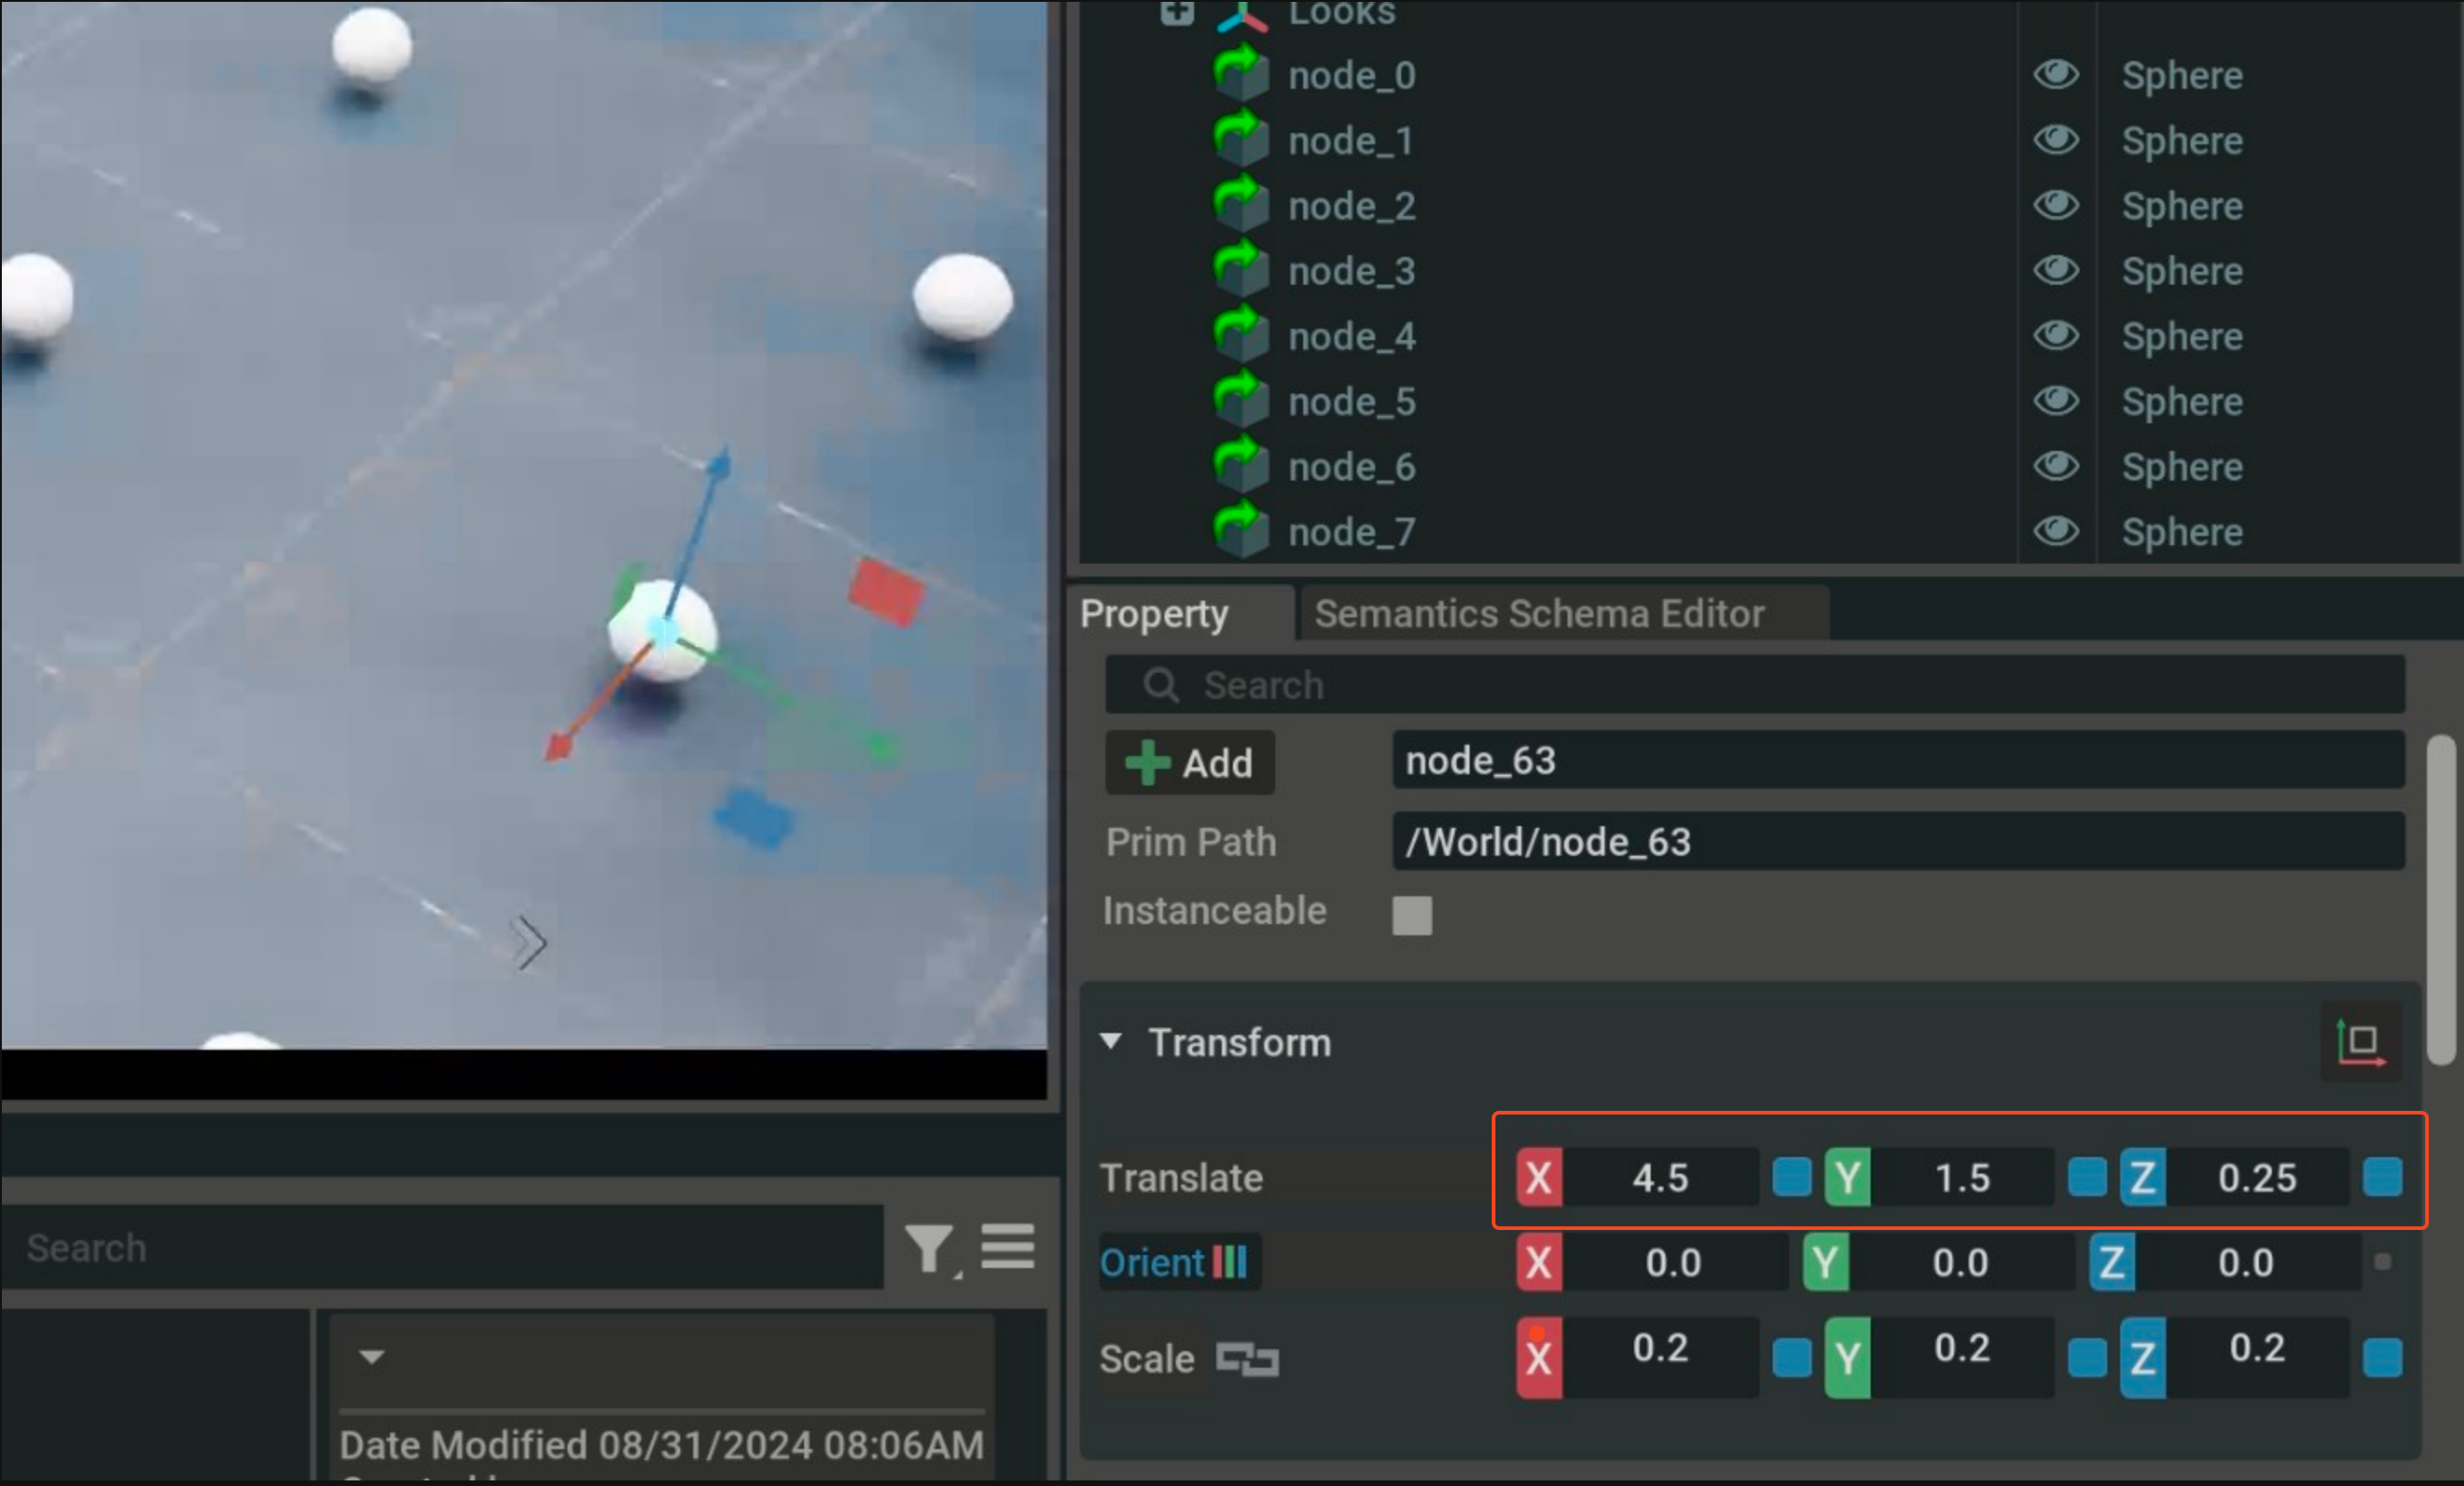 Looks
node_0 Sphere
node_1 Sphere
node_2 Sphere
node_3 Sphere
node_4 Sphere
node_5 Sphere
node_6 Sphere
node_7 Sphere
Property Semantics Schema Editor
Search
Add node_63
Prim Path /World/node_63
Instanceable
Transform
Translate X 4.5 Y 1.5 Z 0.25
Orient X 0.0 Y 0.0 Z 0.0
Scale X 0.2 Y 0.2 Z 0.2
Search
Date Modified 08/31/2024 08:06AM